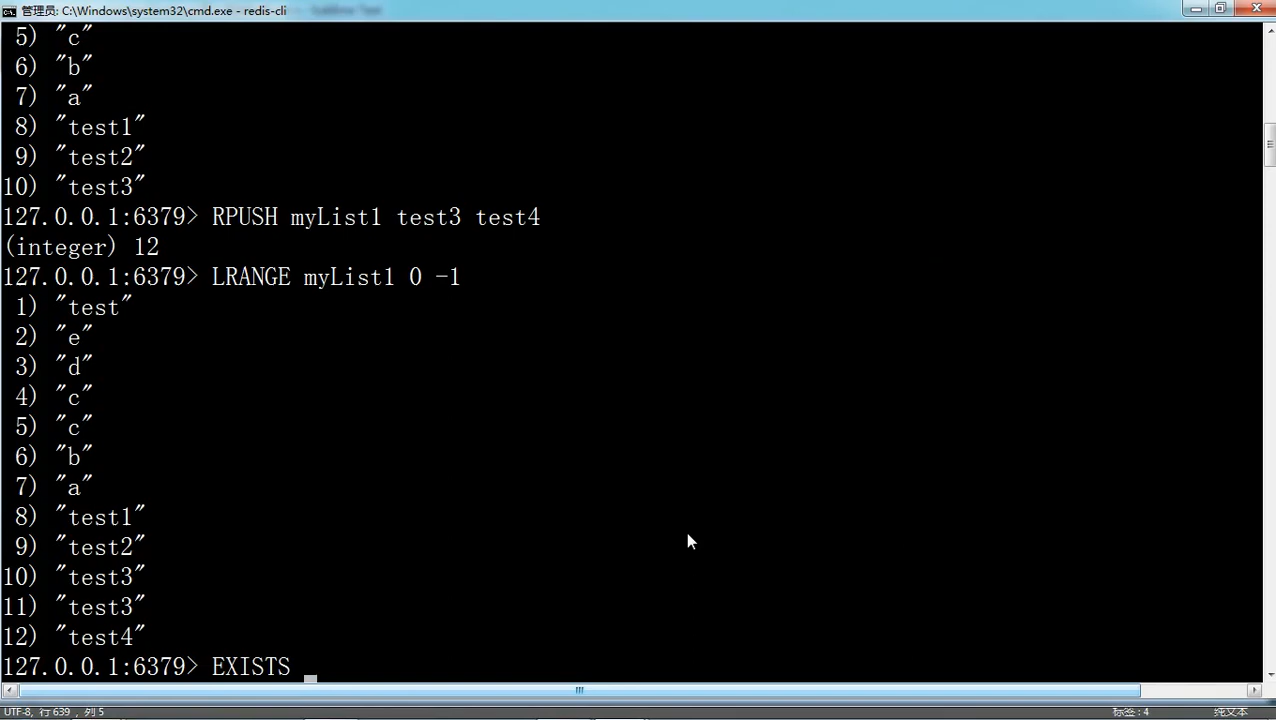 管理员: C:\Windows\system32\cmd.exe - redis-cli
5) "c"
6) "b"
7) "a"
8) "test1"
9) "test2"
10) "test3"
127.0.0.1:6379> RPUSH myList1 test3 test4
(integer) 12
127.0.0.1:6379> LRANGE myList1 0 -1
1) "test"
2) "e"
3) "d"
4) "c"
5) "c"
6) "b"
7) "a"
8) "test1"
9) "test2"
10) "test3"
11) "test3"
12) "test4"
127.0.0.1:6379> EXISTS
UTF-8, 行 639 , 列 5
标签: 4
纯文本